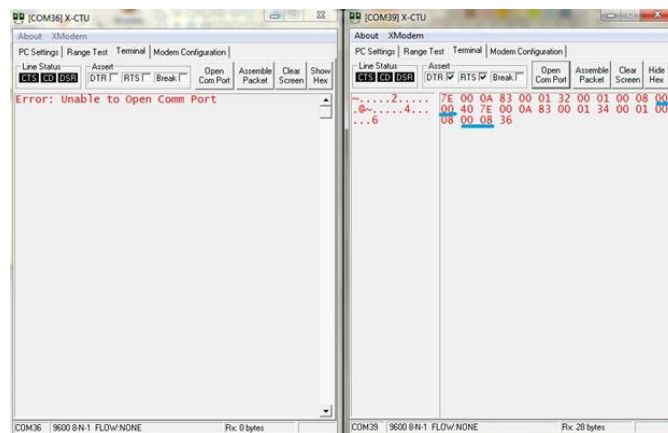 [COM36] X-CTU
About XModem
PC Settings Range Test Terminal Modem Configuration
Line Status Assert
CTS CD DSR DTR RTS Break Open Com Port Assemble Packet Clear Screen Show Hex
Error: Unable to Open Comm Port
COM36 9600 8-N-1 FLOW:NONE Rx: 0 bytes
[COM39] X-CTU
About XModem
PC Settings Range Test Terminal Modem Configuration
Line Status Assert
CTS CD DSR DTR RTS Break Open Com Port Assemble Packet Clear Screen Hide Hex
~.....2..... 7E 00 0A 83 00 01 32 00 01 00 08 00
.@~.....4... 00 40 7E 00 0A 83 00 01 34 00 01 00
...6 08 00 08 36
COM39 9600 8-N-1 FLOW:NONE Rx: 28 bytes